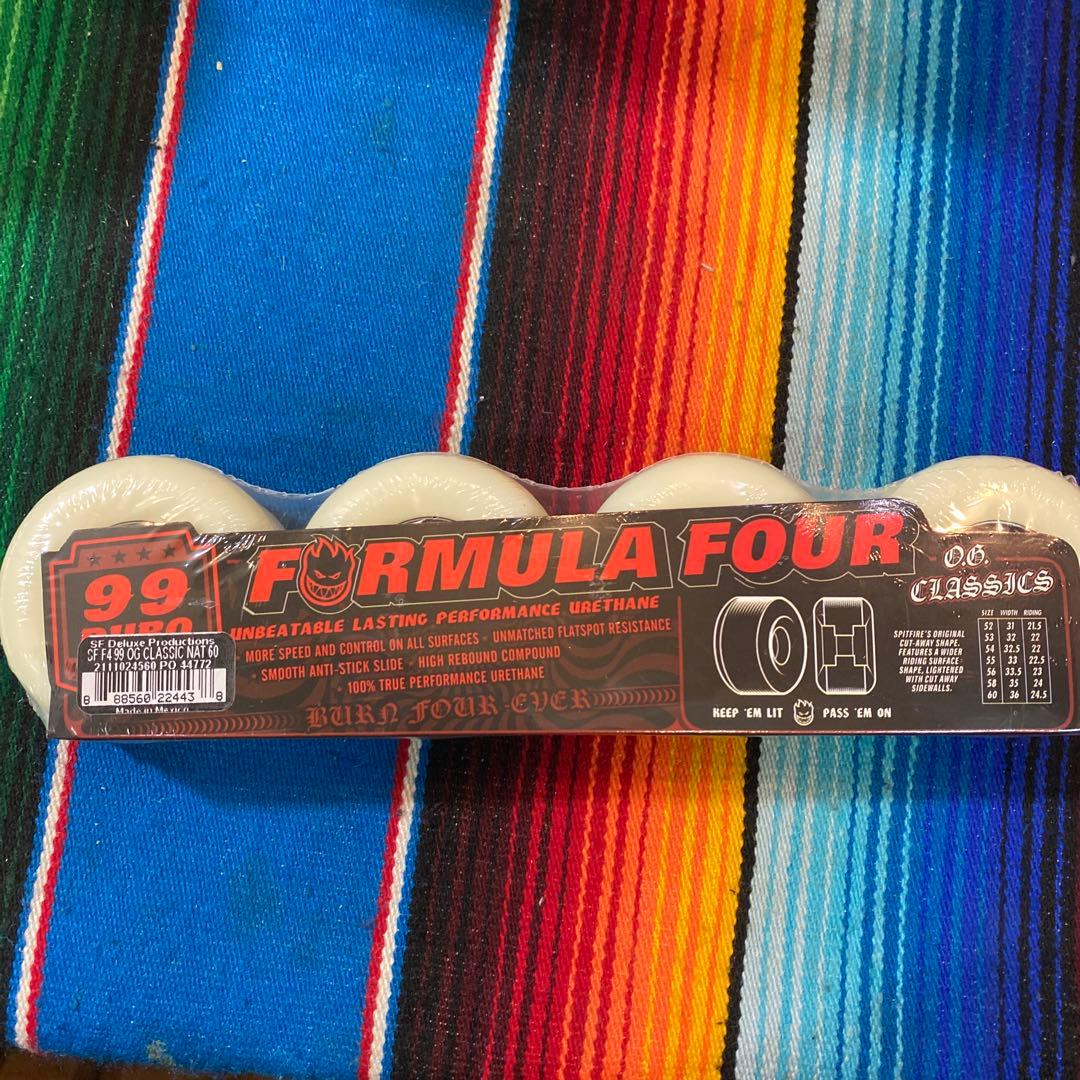 99
DURO
SF Deluxe Productions
SF F4 99 OG CLASSIC NAT 60
2111024560 PO 44772
8 88560 22443 8
Made in Mexico
FORMULA FOUR
UNBEATABLE LASTING PERFORMANCE URETHANE
MORE SPEED AND CONTROL ON ALL SURFACES - UNMATCHED FLATSPOT RESISTANCE
SMOOTH ANTI-STICK SLIDE - HIGH REBOUND COMPOUND
- 100% TRUE PERFORMANCE URETHANE
BURN FOUR-EVER
KEEP 'EM LIT PASS 'EM ON
O.G.
CLASSICS
SPITFIRE'S ORIGINAL
CUT-AWAY SHAPE.
FEATURES A WIDER
RIDING SURFACE
SHAPE, LIGHTENED
WITH CUT AWAY
SIDEWALLS.
SIZE WIDTH RIDING
52 31 21.5
53 32 22
54 32.5 22
55 33 22.5
56 33.5 23
58 35 24
60 36 24.5